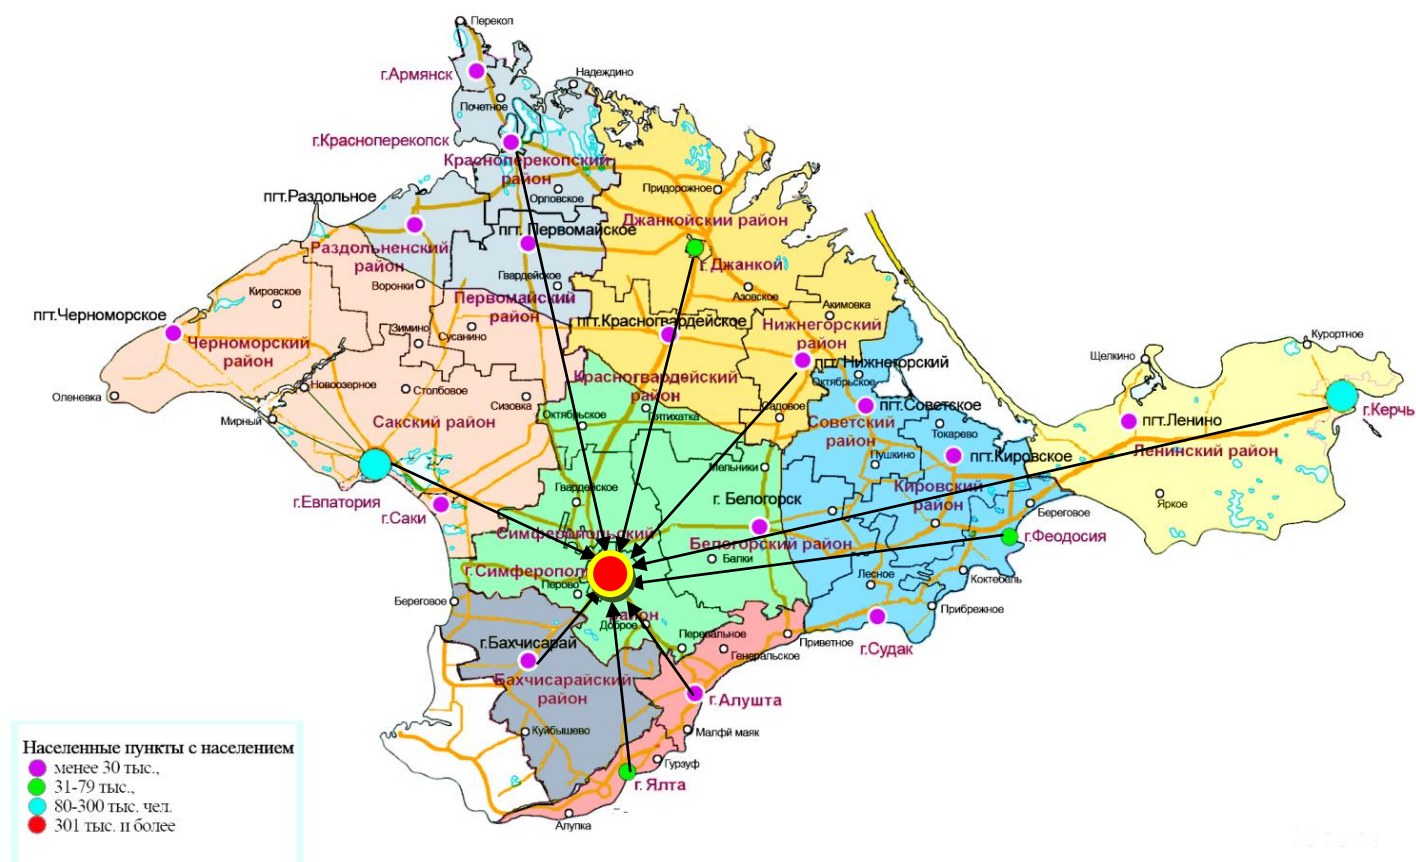 Перекоп
г.Армянск
Надеждино
Почетное
г.Красноперекопск
Красноперекопский
район
Орловское
Придорожное
пгт.Раздольное
Джанкойский район
пгт. Первомайское
Раздольненский
район
г.Джанкой
Гвардейское
Воронки
Кировское
Азовское
Первомайский
район
Акимовка
пгт.Черноморское
пгт.Красногвардейское
Нижнегорский
район
Зимино
Сусанино
Черноморский
район
Курортное
Щелкино
пгт.Нижнегорский
Октябрьское
Красногвардейский
район
Новоозерное
Столбовое
Оленевка
Сизовка
Пятихатка
Садовое
пгт.Советское
г.Керчь
Мирный
Сакский район
Октябрьское
Советский
район
Токарево
пгт.Ленино
Ленинский район
Пушкино
пгт.Кировское
Мельники
Гвардейское
Кировский
район
г.Евпатория
г. Белогорск
Береговое
Яркое
г.Саки
Симферопольский
г.Феодосия
Белогорский район
Балки
г.Симферопол
Перово
Лесное
Коктебель
Береговое
Прибрежное
район
Доброе
Перевальное
Приветное
г.Бахчисарай
Генеральское
г.Судак
Бахчисарайский
район
г.Алушта
Куйбышево
Малфй маяк
Гурзуф
г. Ялта
Алупка
Населенные пункты с населением
менее 30 тыс.,
31-79 тыс.,
80-300 тыс. чел.
301 тыс. и более